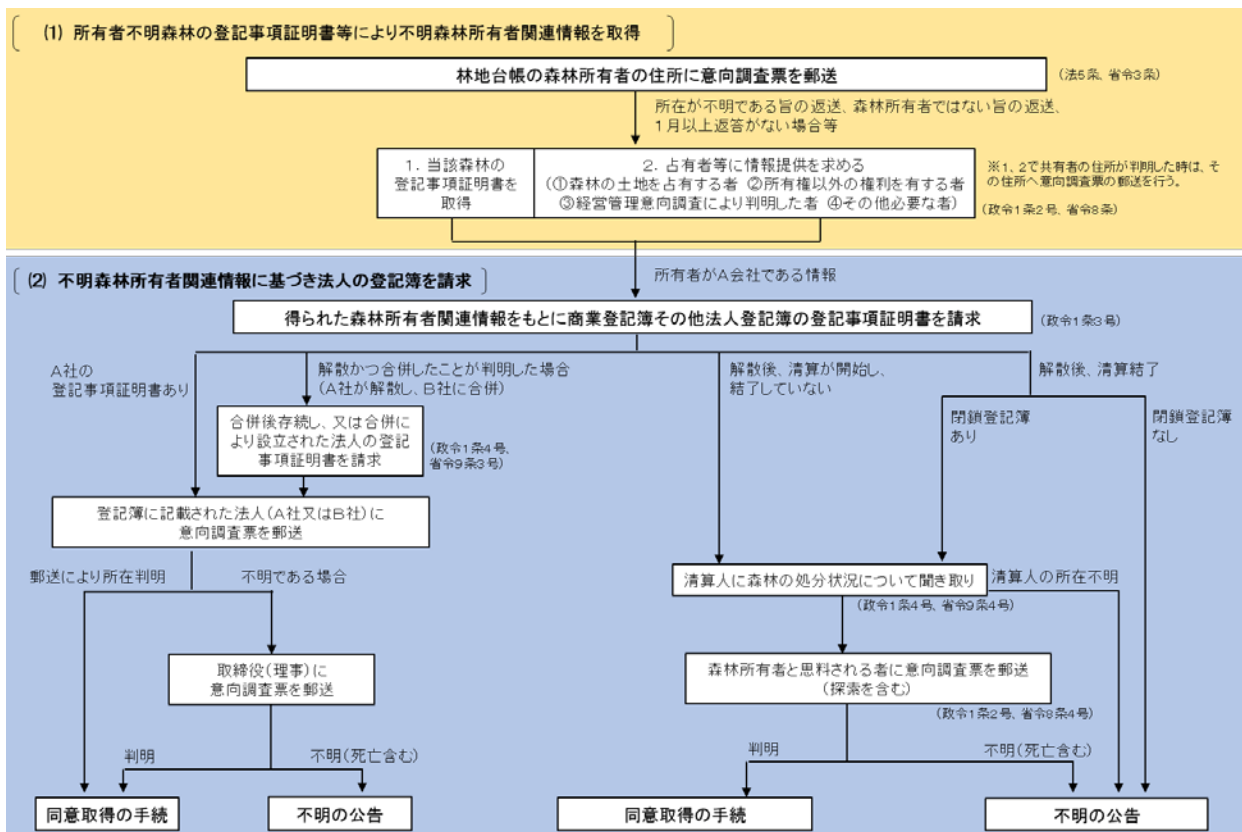 (1) 所有者不明森林の登記事項証明書等により不明森林所有者関連情報を取得
林地台帳の森林所有者の住所に意向調査票を郵送
(法5条、省令3条)
所在が不明である旨の返送、森林所有者ではない旨の返送、
1月以上返答がない場合等
1．当該森林の
登記事項証明書を
取得
2．占有者等に情報提供を求める
(①森林の土地を占有する者 ②所有権以外の権利を有する者
③経営管理意向調査により判明した者 ④その他必要な者)
※1、2で共有者の住所が判明した時は、そ
の住所へ意向調査票の郵送を行う。
(政令1条2号、省令8条)
(2) 不明森林所有者関連情報に基づき法人の登記簿を請求
所有者がA会社である情報
得られた森林所有者関連情報をもとに商業登記簿その他法人登記簿の登記事項証明書を請求
(政令1条3号)
A社の
登記事項証明書あり
解散かつ合併したことが判明した場合
(A社が解散し、B社に合併)
解散後、清算が開始し、
結了していない
解散後、清算結了
合併後存続し、又は合併に
より設立された法人の登記
事項証明書を請求
(政令1条4号、
省令9条3号)
閉鎖登記簿
あり
閉鎖登記簿
なし
登記簿に記載された法人(A社又はB社)に
意向調査票を郵送
郵送により所在判明
不明である場合
清算人に森林の処分状況について聞き取り
清算人の所在不明
(政令1条4号、省令9条4号)
取締役(理事)に
意向調査票を郵送
森林所有者と思料される者に意向調査票を郵送
(探索を含む)
(政令1条2号、省令8条4号)
判明
不明(死亡含む)
判明
不明(死亡含む)
同意取得の手続
不明の公告
同意取得の手続
不明の公告